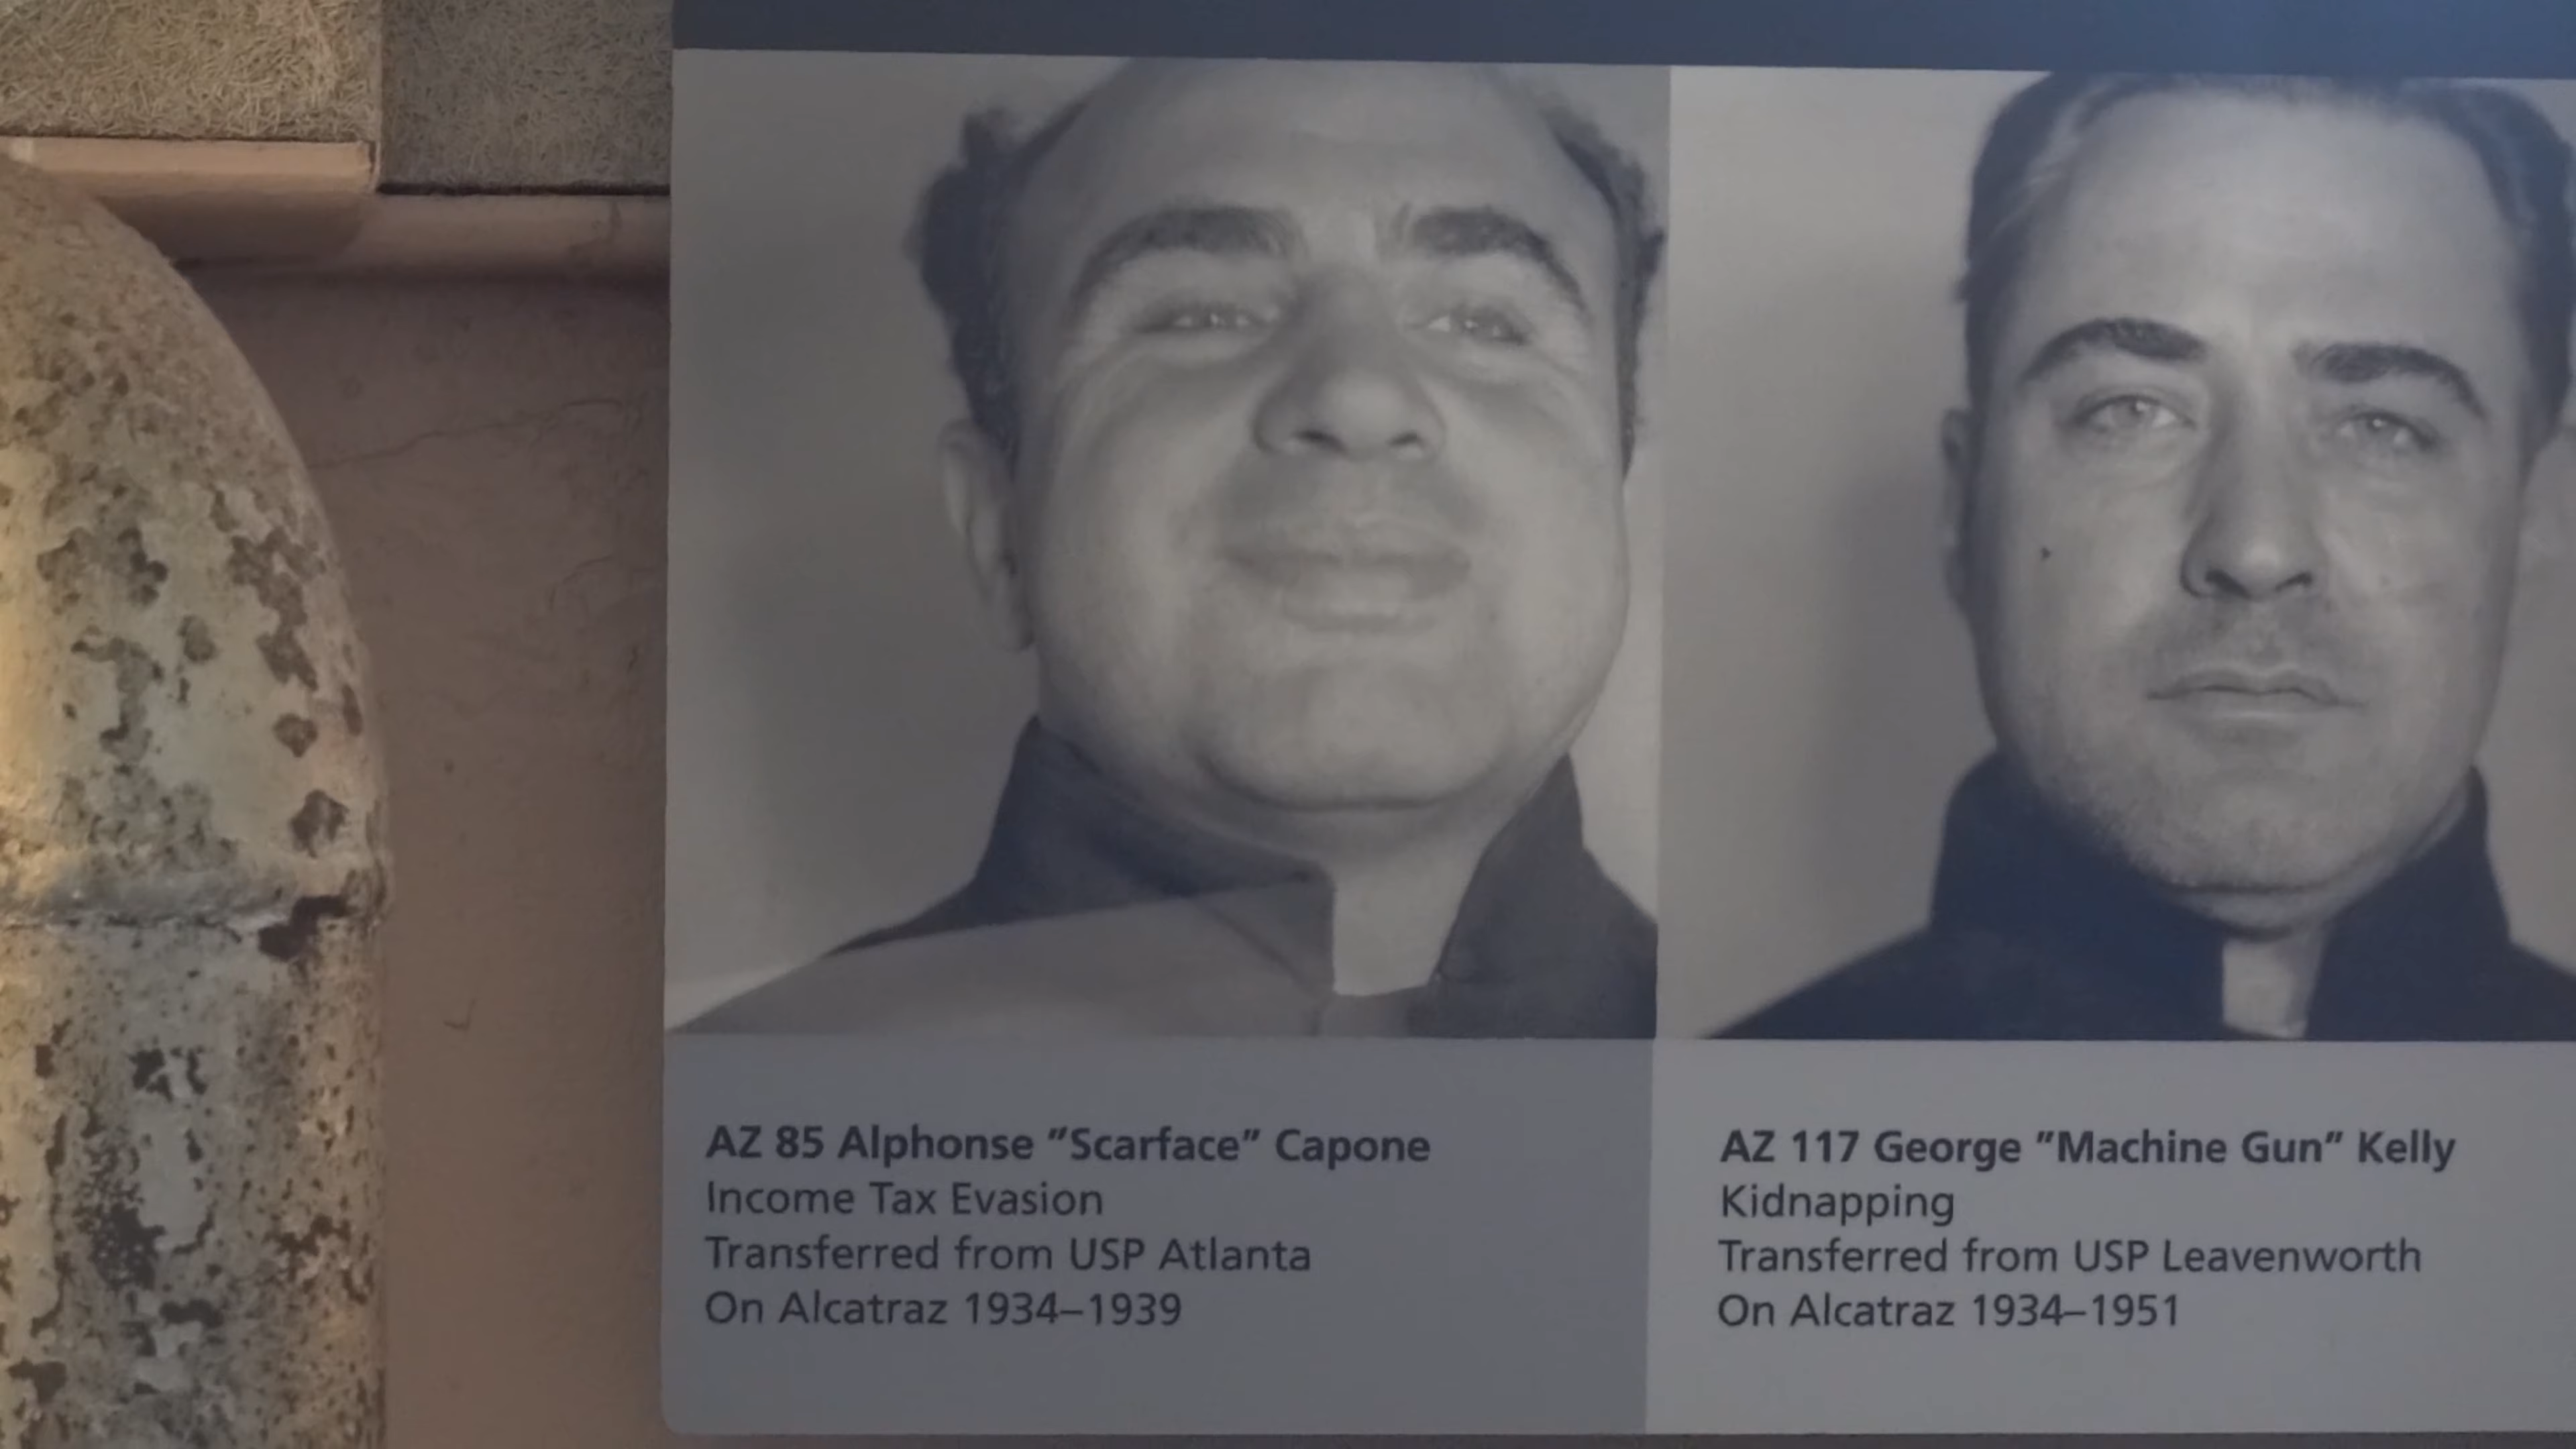 AZ 85 Alphonse "Scarface" Capone
Income Tax Evasion
Transferred from USP Atlanta
On Alcatraz 1934–1939
AZ 117 George "Machine Gun" Kelly
Kidnapping
Transferred from USP Leavenworth
On Alcatraz 1934–1951